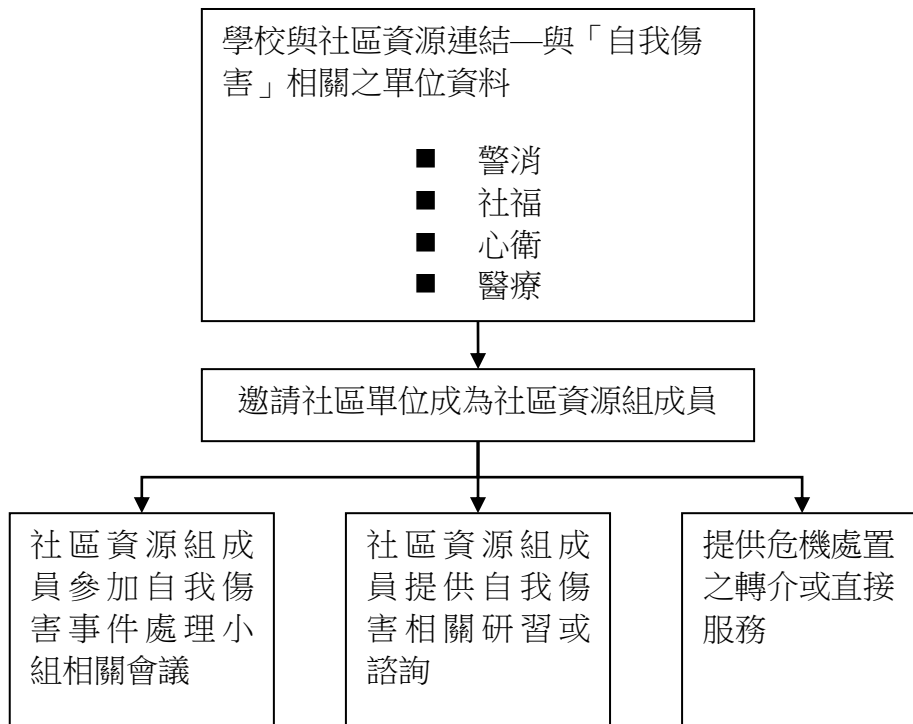 學校與社區資源連結—與「自我傷
害」相關之單位資料
■ 警消
■ 社福
■ 心衛
■ 醫療
邀請社區單位成為社區資源組成員
社區資源組成
員參加自我傷
害事件處理小
組相關會議
社區資源組成
員提供自我傷
害相關研習或
諮詢
提供危機處置
之轉介或直接
服務